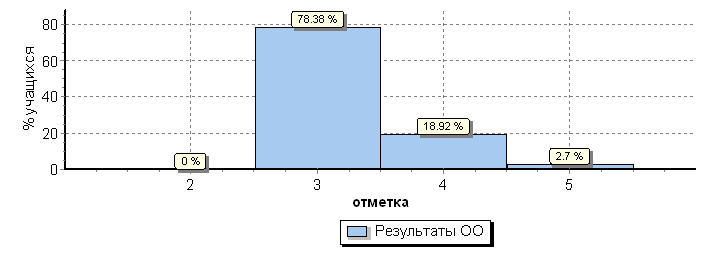 % учащихся
80
60
40
20
0
78.38 %
18.92 %
2.7 %
0 %
2 3 4 5
отметка
Результаты ОО